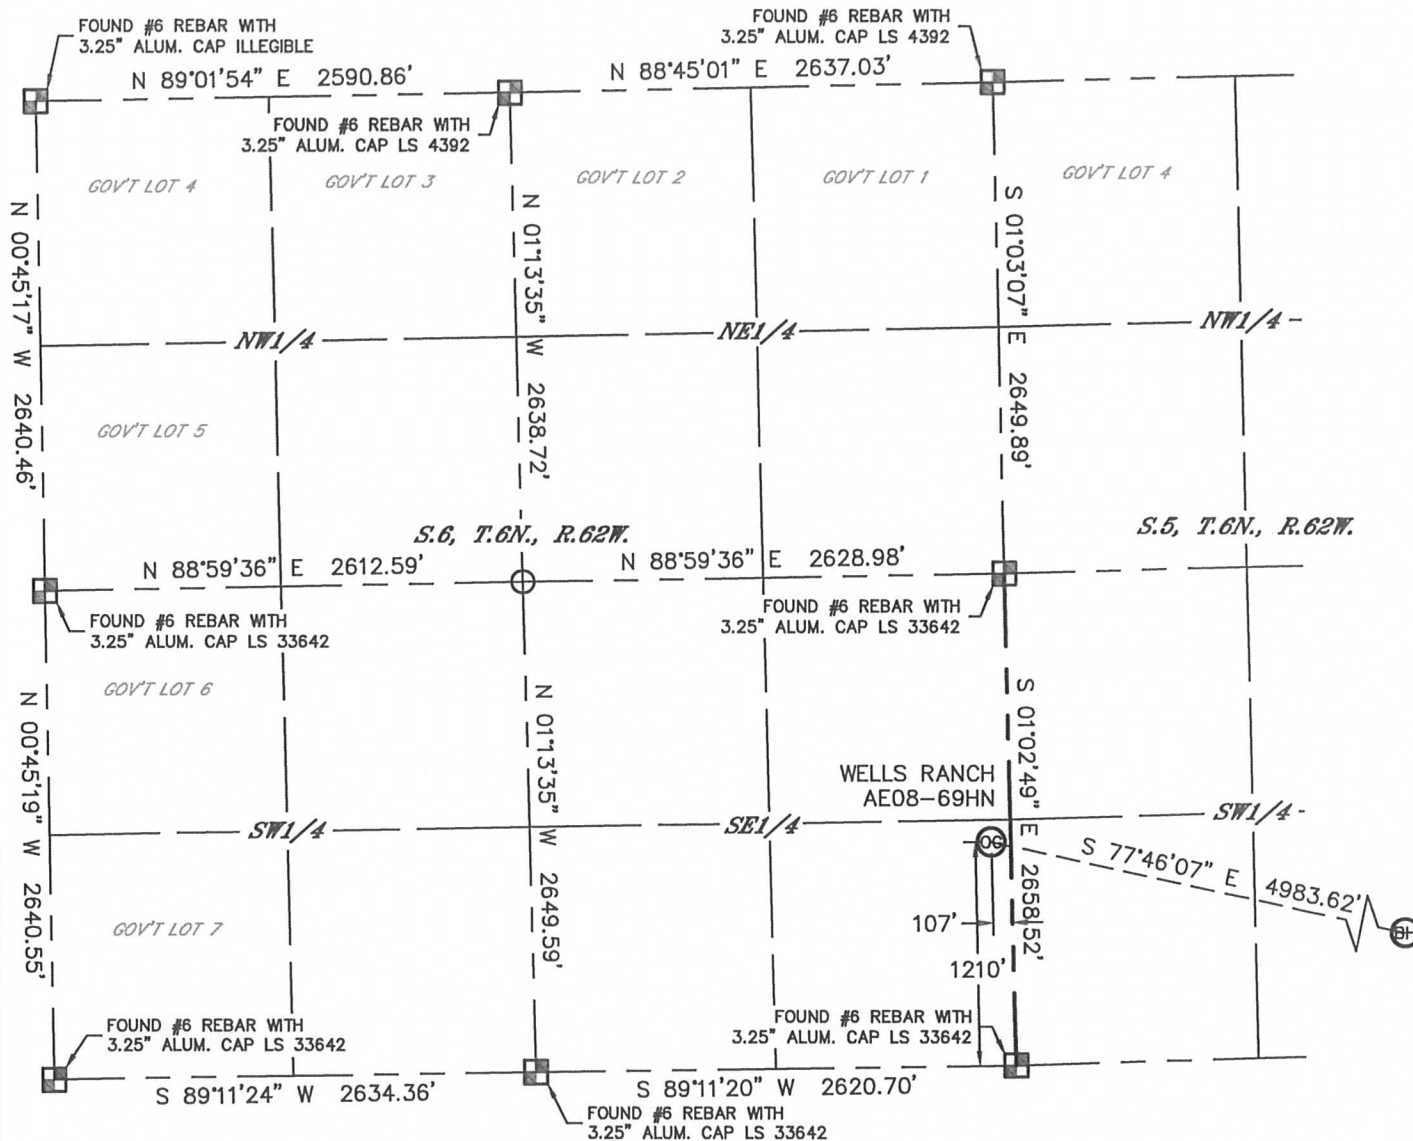 FOUND #6 REBAR WITH
3.25" ALUM. CAP ILLEGIBLE
FOUND #6 REBAR WITH
3.25" ALUM. CAP LS 4392
N 89°01'54" E 2590.86'
N 88°45'01" E 2637.03'
FOUND #6 REBAR WITH
3.25" ALUM. CAP LS 4392
GOV'T LOT 4
GOV'T LOT 3
GOV'T LOT 2
GOV'T LOT 1
GOV'T LOT 4
N 00°45'17" W 2640.46'
N 01°13'35" W 2638.72'
S 01°03'07" E 2649.89'
NW1/4
NE1/4
NW1/4
GOV'T LOT 5
S.6, T.6N., R.62W.
S.5, T.6N., R.62W.
N 88°59'36" E 2612.59'
N 88°59'36" E 2628.98'
FOUND #6 REBAR WITH
3.25" ALUM. CAP LS 33642
FOUND #6 REBAR WITH
3.25" ALUM. CAP LS 33642
GOV'T LOT 6
N 00°45'19" W 2640.55'
N 01°13'35" W 2649.59'
S 01°02'49" E 2658.52'
WELLS RANCH
AE08-69HN
SW1/4
SE1/4
SW1/4
OG
S 77°46'07" E 4983.62'
BH
107'
1210'
GOV'T LOT 7
FOUND #6 REBAR WITH
3.25" ALUM. CAP LS 33642
FOUND #6 REBAR WITH
3.25" ALUM. CAP LS 33642
S 89°11'24" W 2634.36'
S 89°11'20" W 2620.70'
FOUND #6 REBAR WITH
3.25" ALUM. CAP LS 33642